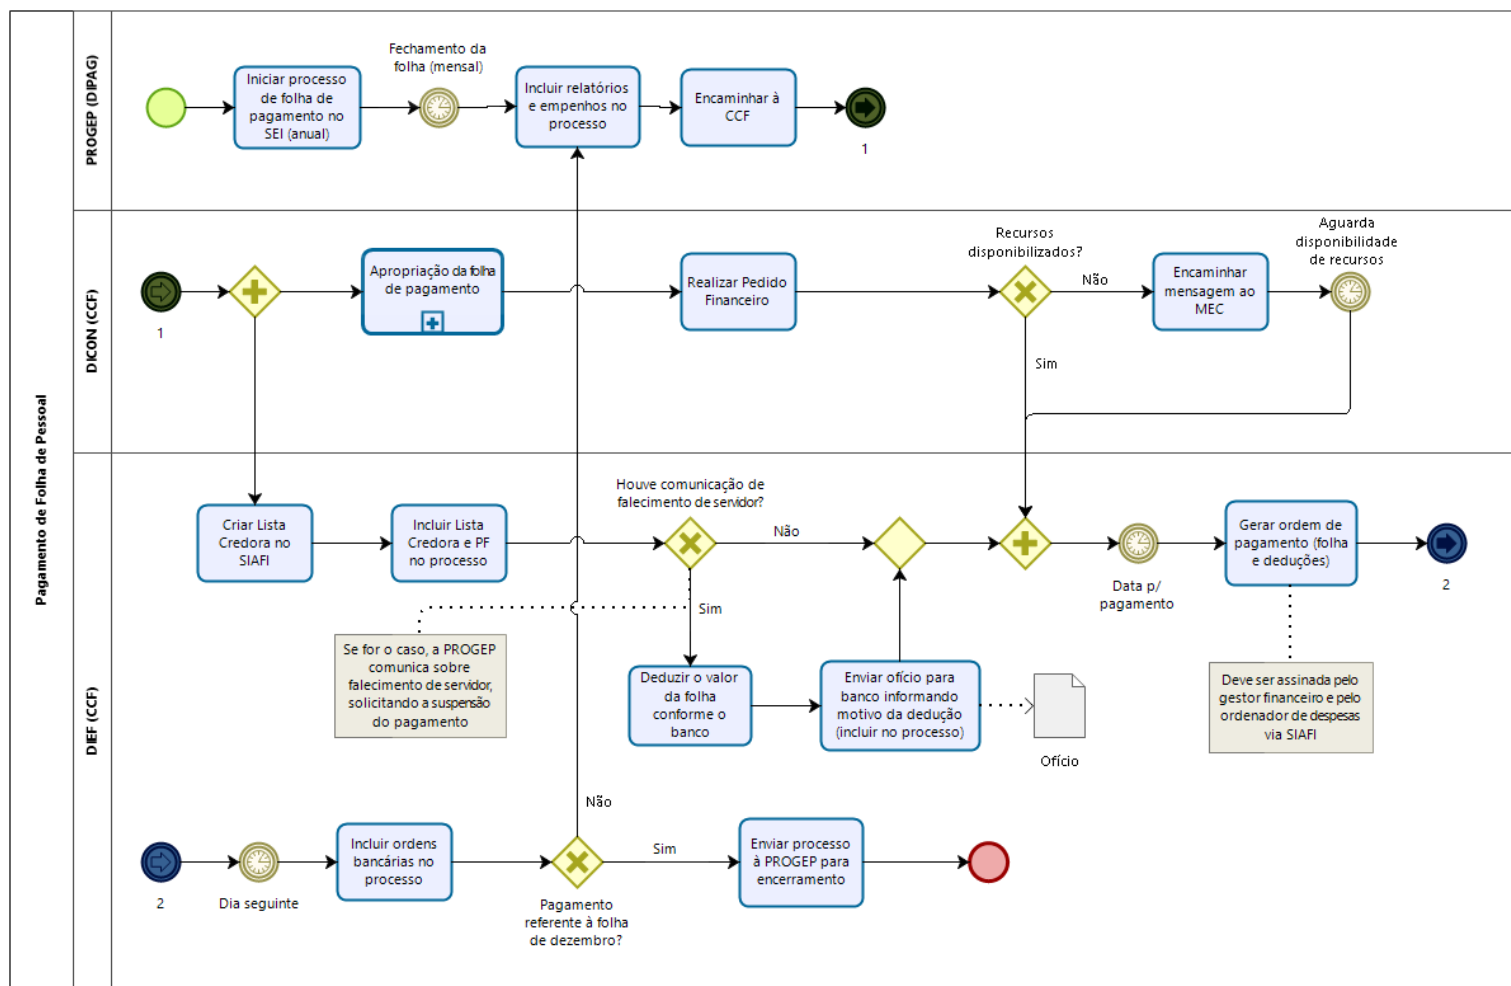 Pagamento de Folha de Pessoal
PROGEP (DIPAG)
Iniciar processo
de folha de
pagamento no
SEI (anual)
Fechamento da
folha (mensal)
Incluir relatórios
e empenhos no
processo
Encaminhar à
CCF
1
DICON (CCF)
1
Apropriação da folha
de pagamento
Realizar Pedido
Financeiro
Recursos
disponibilizados?
Não
Sim
Encaminhar
mensagem ao
MEC
Aguarda
disponibilidade
de recursos
DIEF (CCF)
Criar Lista
Credora no
SIAFI
Incluir Lista
Credora e PF
no processo
Houve comunicação de
falecimento de servidor?
Não
Sim
Se for o caso, a PROGEP
comunica sobre
falecimento de servidor,
solicitando a suspensão
do pagamento
Deduzir o valor
da folha
conforme o
banco
Enviar ofício para
banco informando
motivo da dedução
(incluir no processo)
Ofício
Data p/
pagamento
Gerar ordem de
pagamento (folha
e deduções)
2
Deve ser assinada pelo
gestor financeiro e pelo
ordenador de despesas
via SIAFI
2
Dia seguinte
Incluir ordens
bancárias no
processo
Não
Sim
Pagamento
referente à folha
de dezembro?
Enviar processo
à PROGEP para
encerramento